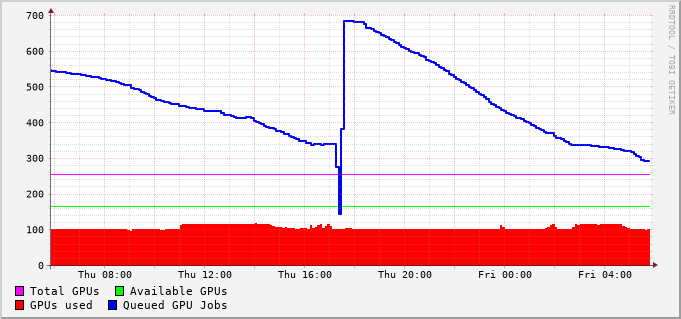 700
600
500
400
300
200
100
0
Thu 08:00 Thu 12:00 Thu 16:00 Thu 20:00 Fri 00:00 Fri 04:00
Total GPUs Available GPUs
GPUs used Queued GPU Jobs
RRDTOOL / TOBI OETIKER